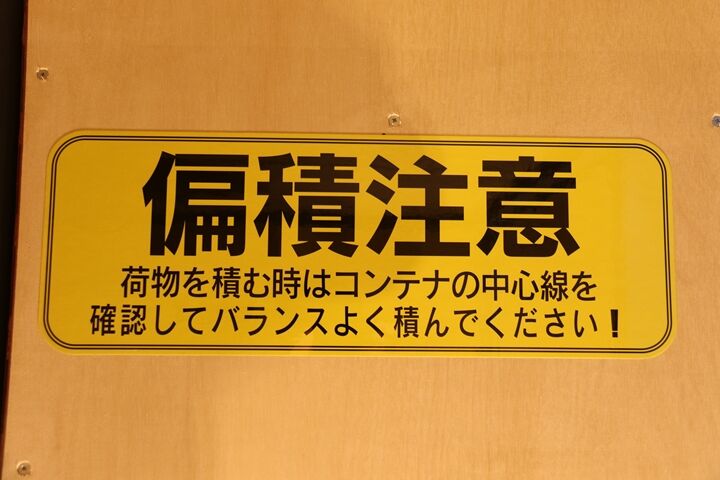 偏積注意
荷物を積む時はコンテナの中心線を
確認してバランスよく積んでください!